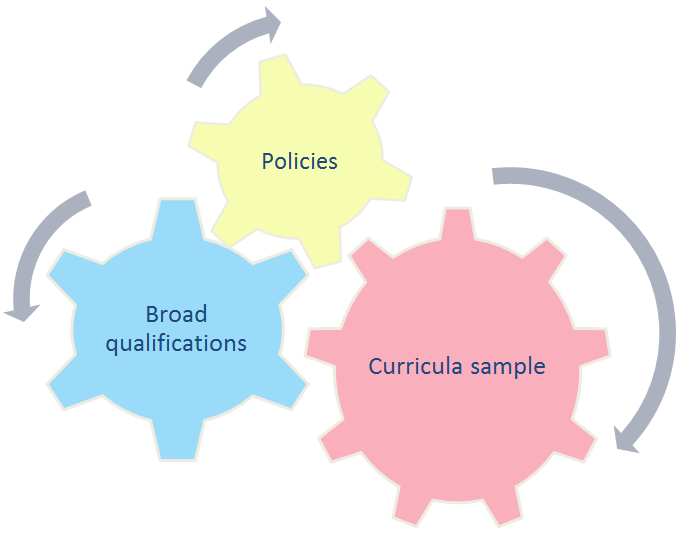 Policies
Broad
qualifications
Curricula sample